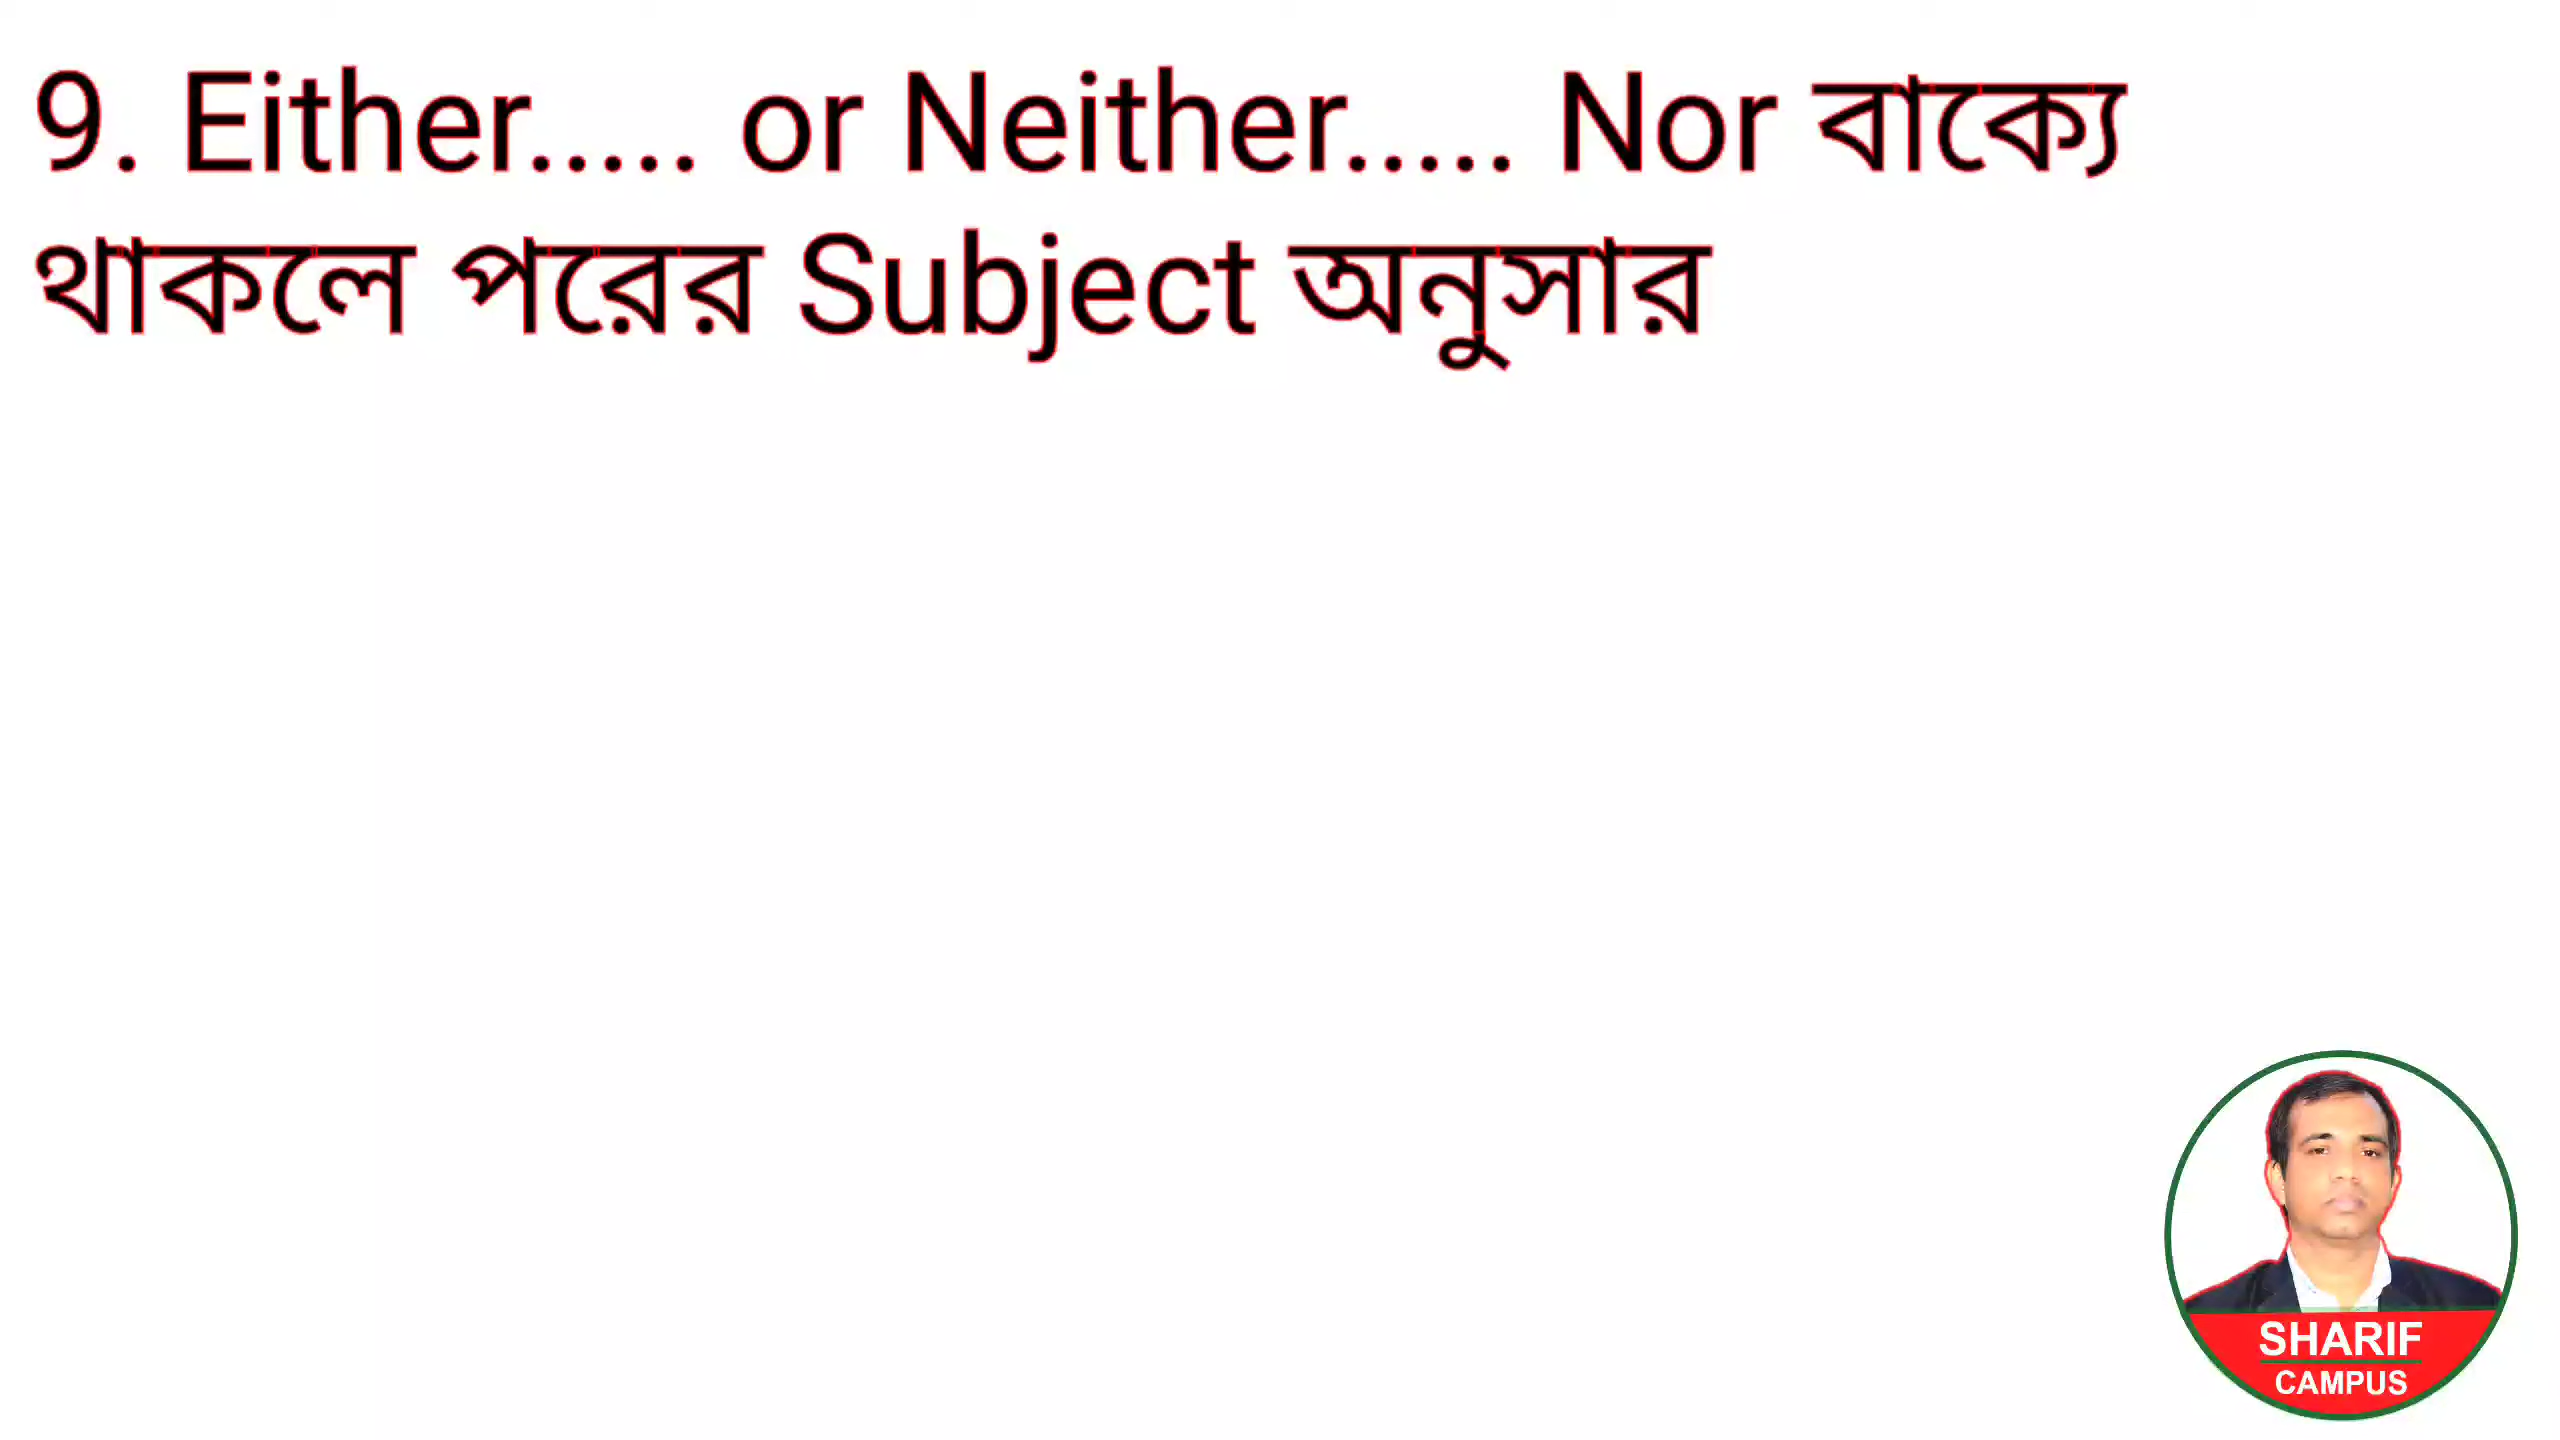 9. Either..... or Neither..... Nor বাক্যে
থাকলে পরের Subject অনুসার
SHARIF
CAMPUS